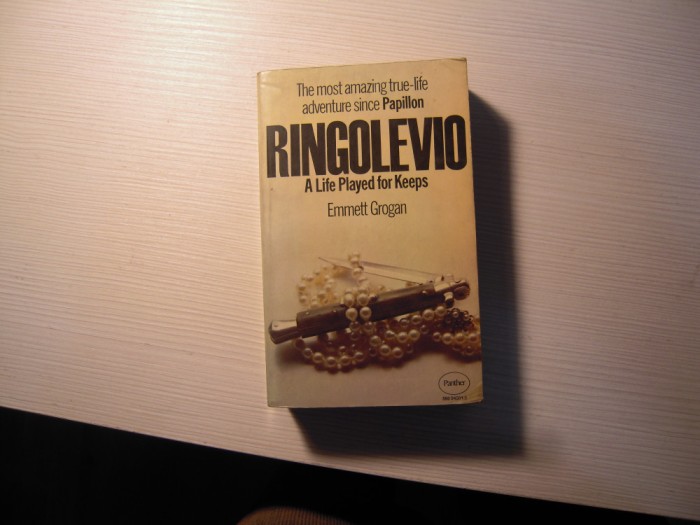 The most amazing true-life
adventure since Papillon
RINGOLEVIO
A Life Played for Keeps
Emmett Grogan
Panther